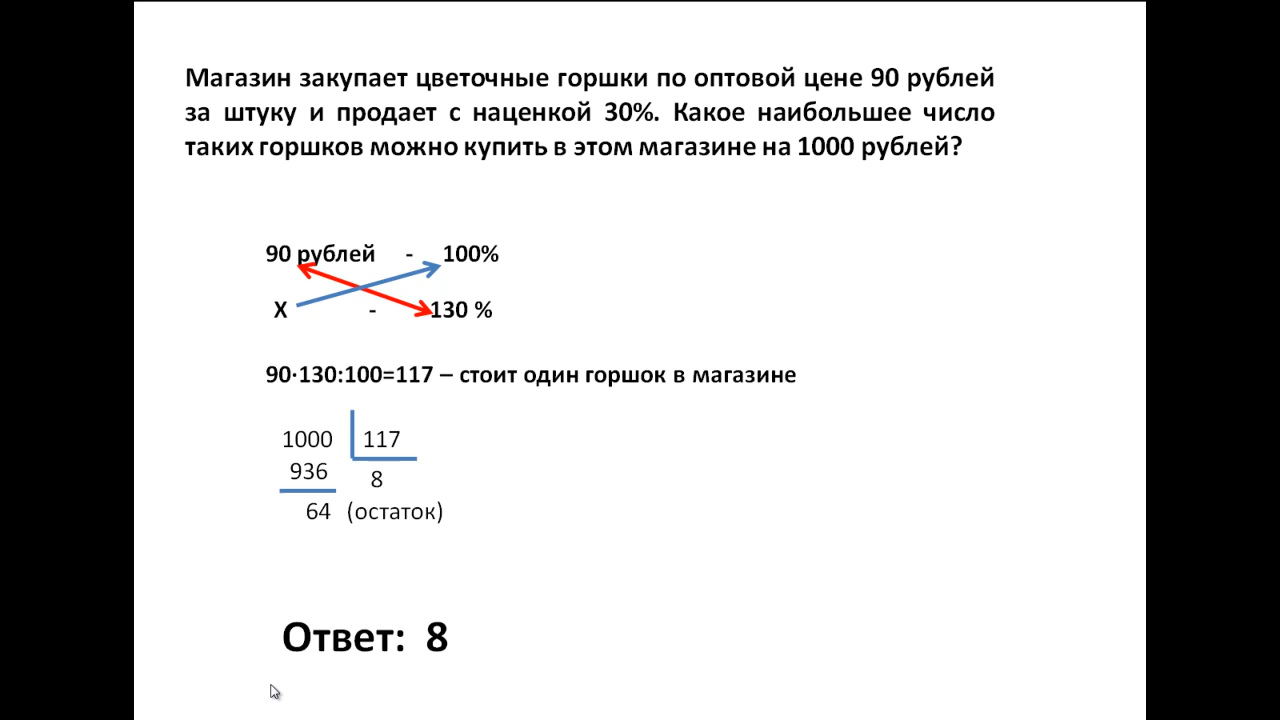 Магазин закупает цветочные горшки по оптовой цене 90 рублей
за штуку и продает с наценкой 30%. Какое наибольшее число
таких горшков можно купить в этом магазине на 1000 рублей?
90 рублей - 100%
Х - 130 %
90·130:100=117 – стоит один горшок в магазине
1000 117
936 8
64 (остаток)
Ответ: 8